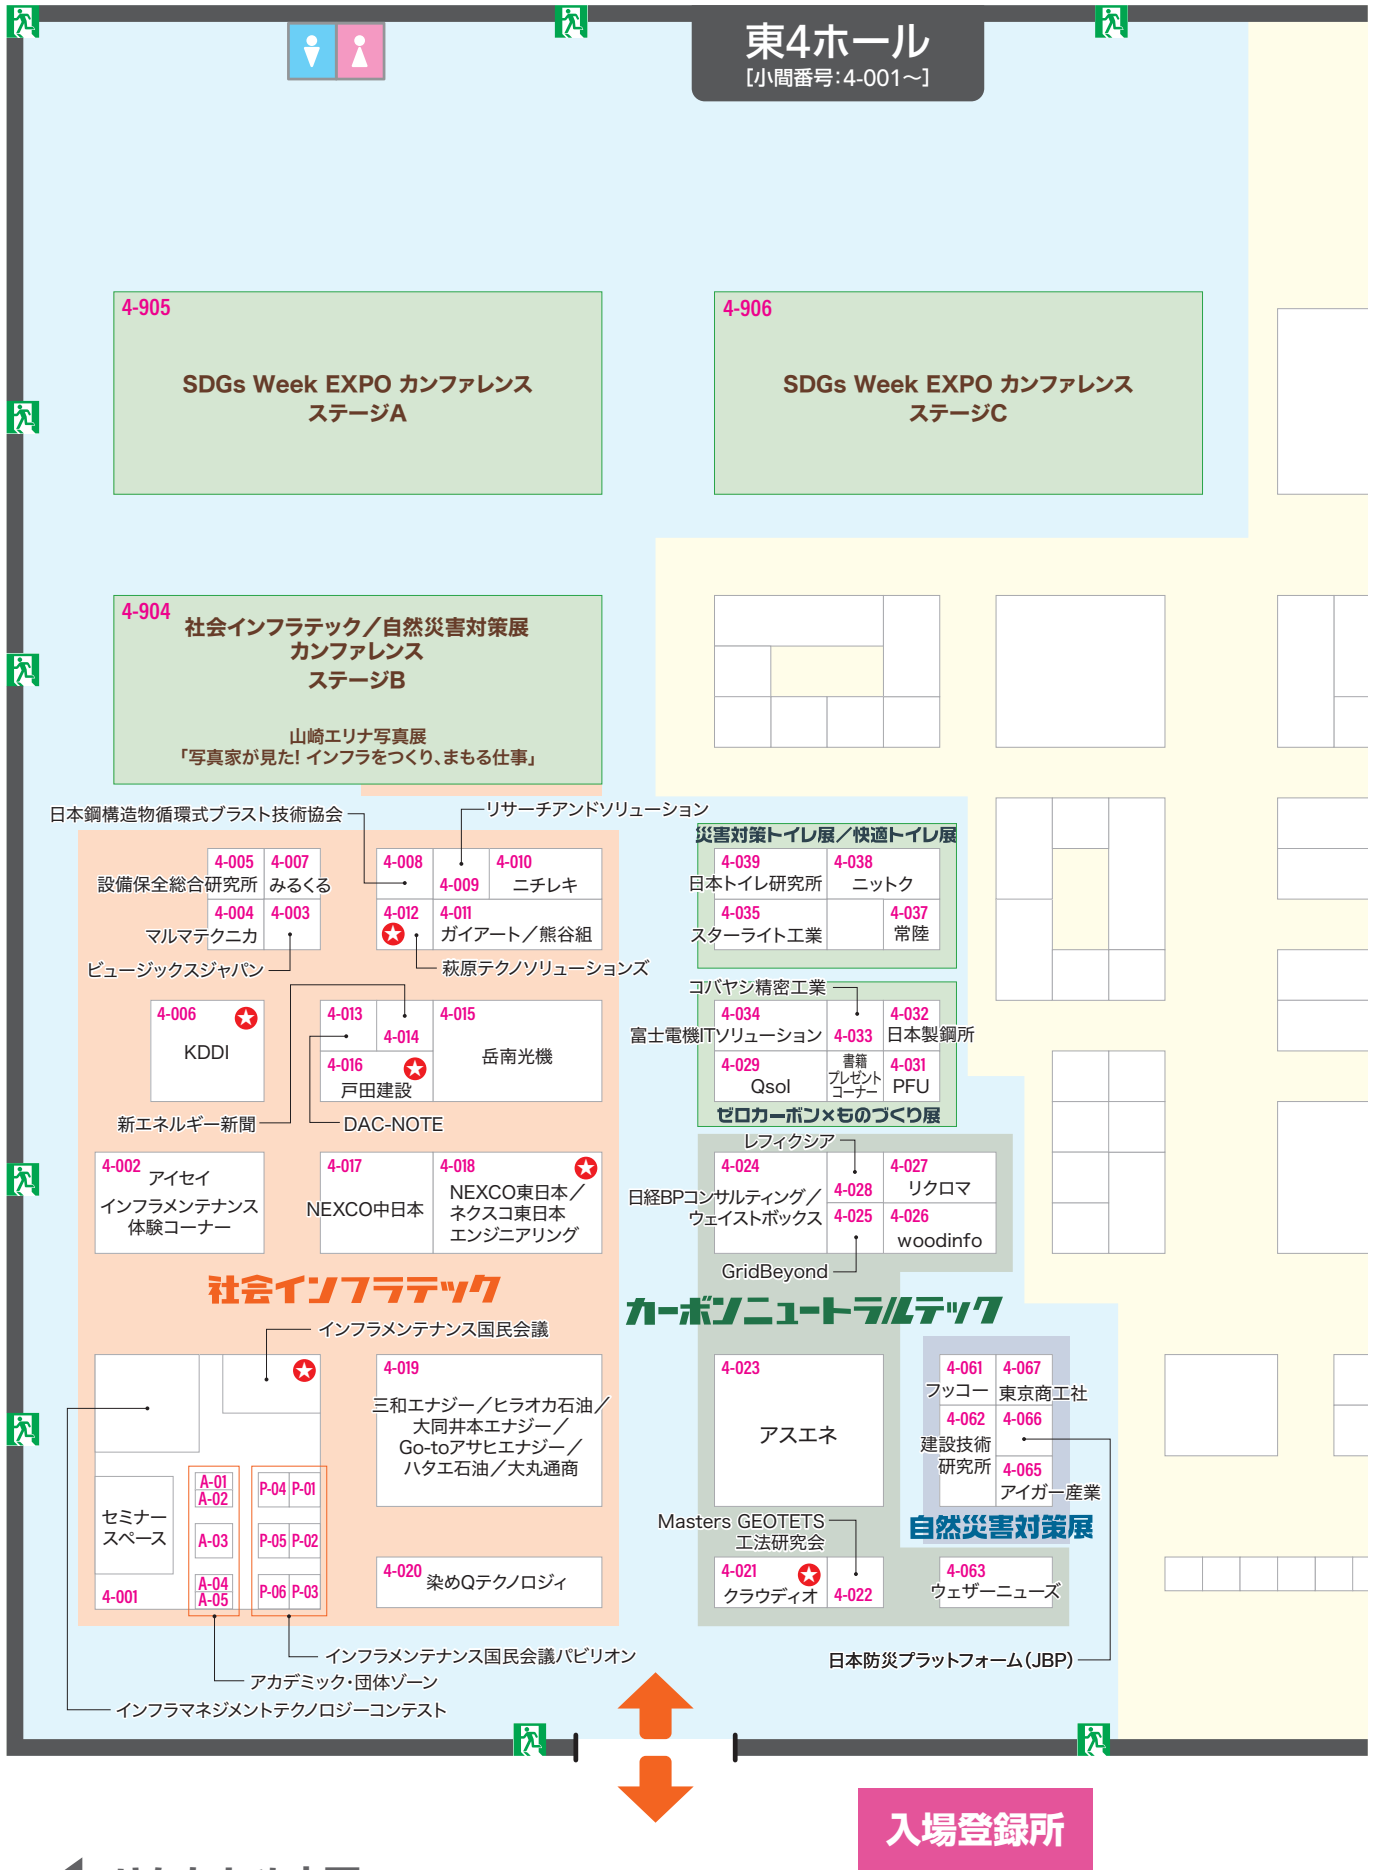 東4ホール
[小間番号:4-001〜]
4-905
SDGs Week EXPO カンファレンス
ステージA
4-906
SDGs Week EXPO カンファレンス
ステージC
4-904
社会インフラテック／自然災害対策展
カンファレンス
ステージB
山崎エリナ写真展
「写真家が見た! インフラをつくり、まもる仕事」
日本鋼構造物循環式ブラスト技術協会
リサーチアンドソリューション
4-005
設備保全総合研究所
4-007
みるくる
4-004
マルマテクニカ
4-003
ビュージックスジャパン
4-008
4-009
4-010
ニチレキ
4-012
4-011
ガイアート／熊谷組
萩原テクノソリューションズ
4-006
KDDI
4-013
4-014
4-015
岳南光機
4-016
戸田建設
新エネルギー新聞
DAC-NOTE
4-002
アイセイ
インフラメンテナンス
体験コーナー
4-017
NEXCO中日本
4-018
NEXCO東日本／
ネクスコ東日本
エンジニアリング
社会インフラテック
インフラメンテナンス国民会議
セミナー
スペース
4-001
A-01
A-02
A-03
A-04
A-05
P-04
P-01
P-05
P-02
P-06
P-03
4-019
三和エナジー／ヒラオカ石油／
大同井本エナジー／
Go-toアサヒエナジー／
ハタエ石油／大丸通商
4-020
染めQテクノロジィ
インフラメンテナンス国民会議パビリオン
アカデミック・団体ゾーン
インフラマネジメントテクノロジーコンテスト
災害対策トイレ展／快適トイレ展
4-039
日本トイレ研究所
4-038
ニットク
4-035
スターライト工業
4-037
常陸
コバヤシ精密工業
4-034
富士電機ITソリューション
4-033
4-032
日本製鋼所
4-029
Qsol
書籍
プレゼント
コーナー
4-031
PFU
ゼロカーボン×ものづくり展
レフィクシア
4-024
日経BPコンサルティング／
ウェイストボックス
4-028
4-027
リクロマ
4-025
4-026
woodinfo
GridBeyond
カーボンニュートラルテック
4-023
アスエネ
Masters GEOTETS
工法研究会
4-021
クラウディオ
4-022
4-061
フッコー
4-067
東京商工社
4-062
建設技術
研究所
4-066
4-065
アイガー産業
自然災害対策展
4-063
ウェザーニューズ
日本防災プラットフォーム(JBP)
入場登録所